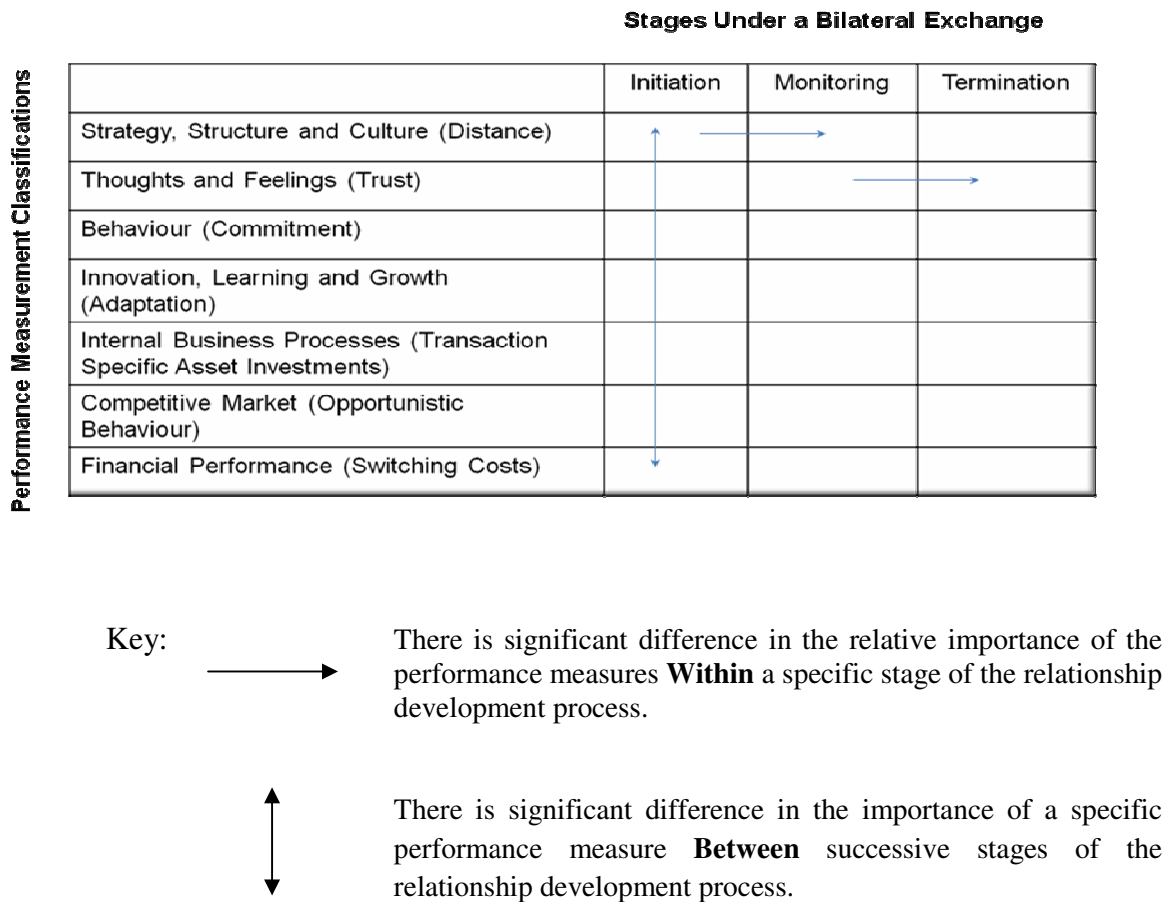 Stages Under a Bilateral Exchange
Performance Measurement Classifications
Initiation Monitoring Termination
Strategy, Structure and Culture (Distance)
Thoughts and Feelings (Trust)
Behaviour (Commitment)
Innovation, Learning and Growth
(Adaptation)
Internal Business Processes (Transaction
Specific Asset Investments)
Competitive Market (Opportunistic
Behaviour)
Financial Performance (Switching Costs)
Key:
There is significant difference in the relative importance of the
performance measures Within a specific stage of the relationship
development process.
There is significant difference in the importance of a specific
performance measure Between successive stages of the
relationship development process.